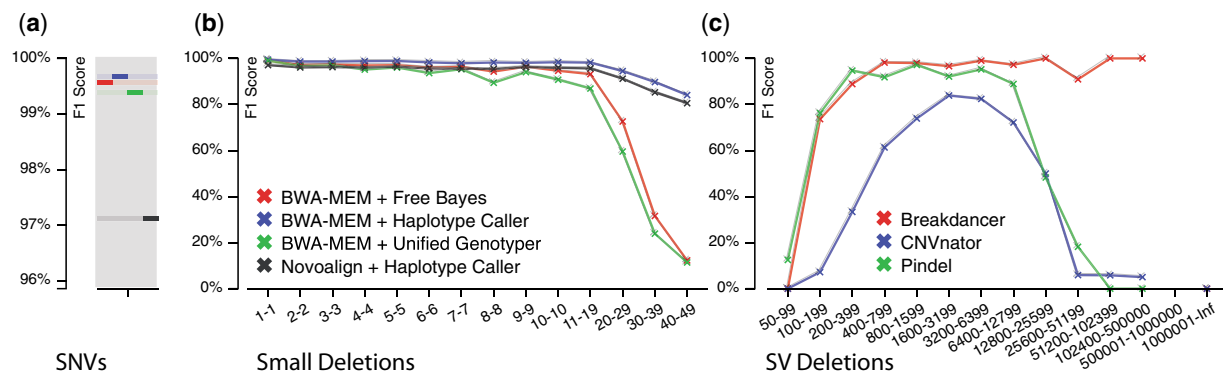 (a)
100%
99%
98%
97%
96%
F1 Score
SNVs
(b)
100%
80%
60%
40%
20%
0%
F1 Score
BWA-MEM + Free Bayes
BWA-MEM + Haplotype Caller
BWA-MEM + Unified Genotyper
Novoalign + Haplotype Caller
1-1
2-2
3-3
4-4
5-5
6-6
7-7
8-8
9-9
10-10
11-19
20-29
30-39
40-49
Small Deletions
(c)
100%
80%
60%
40%
20%
0%
F1 Score
Breakdancer
CNVnator
Pindel
50-99
100-199
200-399
400-799
800-1599
1600-3199
3200-6399
6400-12799
12800-25599
25600-51199
51200-102399
102400-500000
500001-1000000
1000001-Inf
SV Deletions